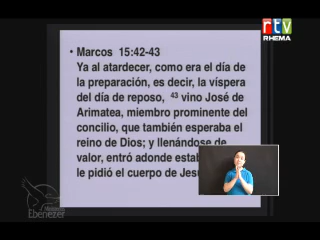 rtv
RHEMA
• Marcos 15:42-43
Ya al atardecer, como era el día de
la preparación, es decir, la víspera
del día de reposo, 43 vino José de
Arimatea, miembro prominente del
concilio, que también esperaba el
reino de Dios; y llenándose de
valor, entró adonde
le pidió el cuerpo de
Ebenezer